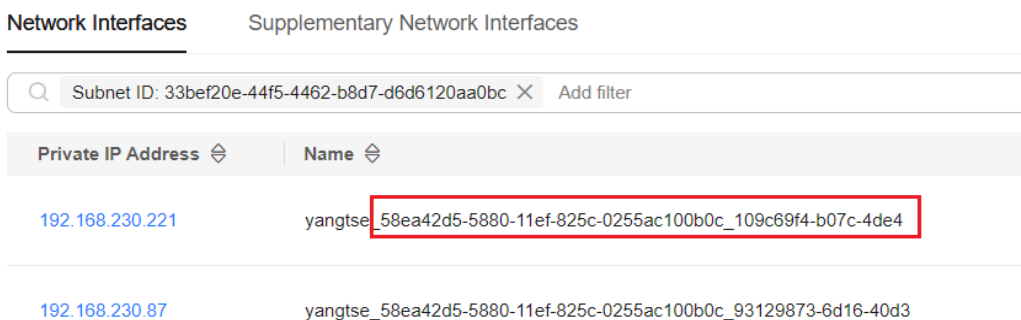 Network Interfaces Supplementary Network Interfaces
Subnet ID: 33bef20e-44f5-4462-b8d7-d6d6120aa0bc Add filter
Private IP Address Name
192.168.230.221 yangtse_58ea42d5-5880-11ef-825c-0255ac100b0c_109c69f4-b07c-4de4
192.168.230.87 yangtse_58ea42d5-5880-11ef-825c-0255ac100b0c_93129873-6d16-40d3